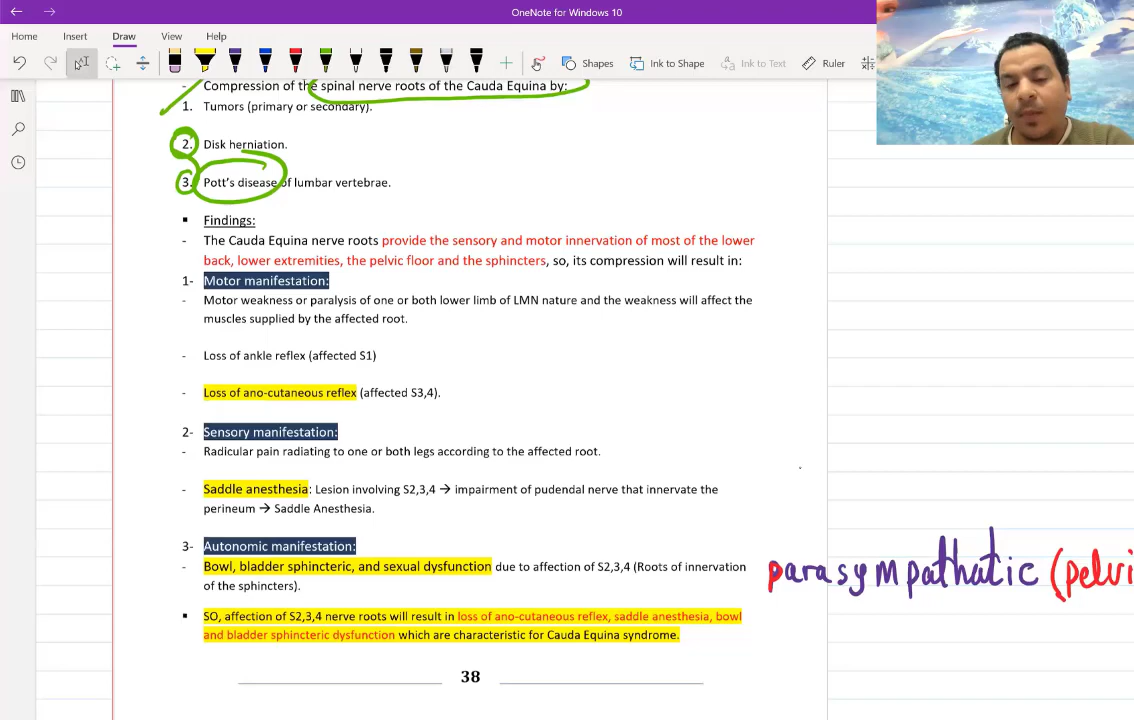 OneNote for Windows 10
Home Insert Draw View Help
Shapes Ink to Shape Ink to Text Ruler
- Compression of the spinal nerve roots of the Cauda Equina by:
1. Tumors (primary or secondary).
2. Disk herniation.
3. Pott's disease of lumbar vertebrae.
▪ Findings:
- The Cauda Equina nerve roots provide the sensory and motor innervation of most of the lower
back, lower extremities, the pelvic floor and the sphincters, so, its compression will result in:
1- Motor manifestation:
- Motor weakness or paralysis of one or both lower limb of LMN nature and the weakness will affect the
muscles supplied by the affected root.
- Loss of ankle reflex (affected S1)
- Loss of ano-cutaneous reflex (affected S3,4).
2- Sensory manifestation:
- Radicular pain radiating to one or both legs according to the affected root.
- Saddle anesthesia: Lesion involving S2,3,4 → impairment of pudendal nerve that innervate the
perineum → Saddle Anesthesia.
3- Autonomic manifestation:
- Bowl, bladder sphincteric, and sexual dysfunction due to affection of S2,3,4 (Roots of innervation
of the sphincters).
parasympathatic (pelvi
▪ SO, affection of S2,3,4 nerve roots will result in loss of ano-cutaneous reflex, saddle anesthesia, bowl
and bladder sphincteric dysfunction which are characteristic for Cauda Equina syndrome.
38